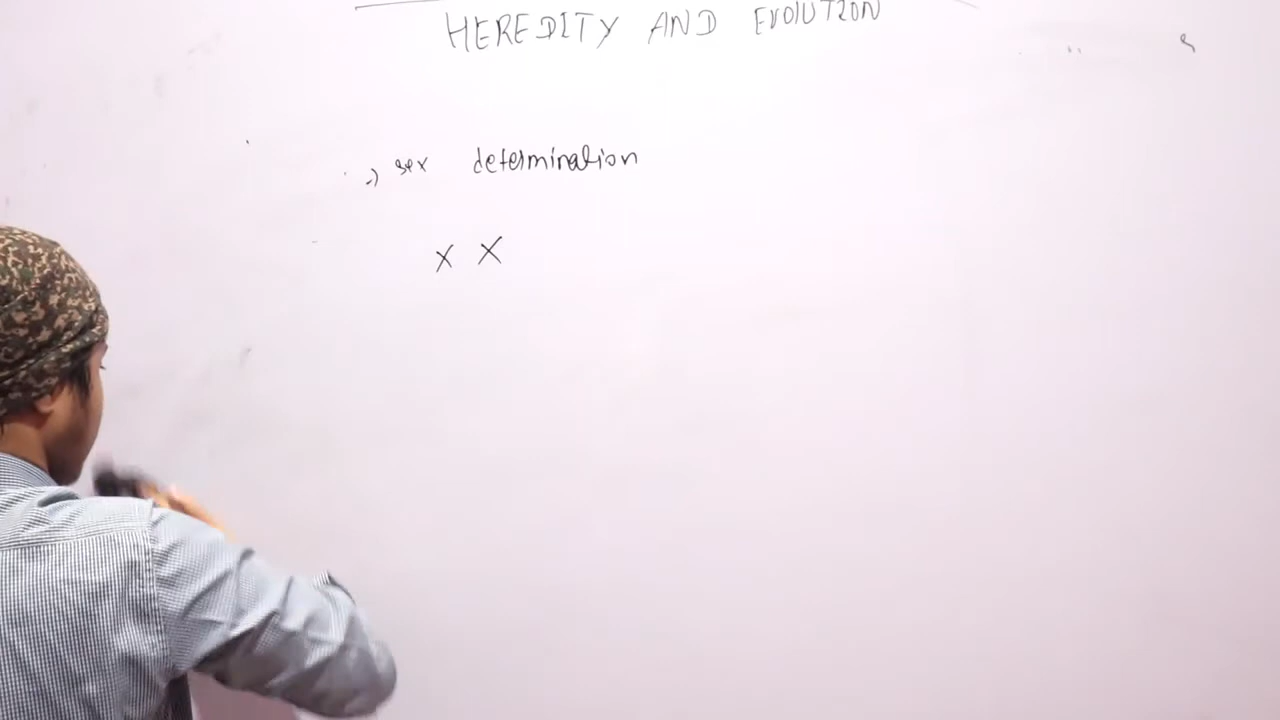 HEREDITY AND EVOLUTION
→ sex determination
X X